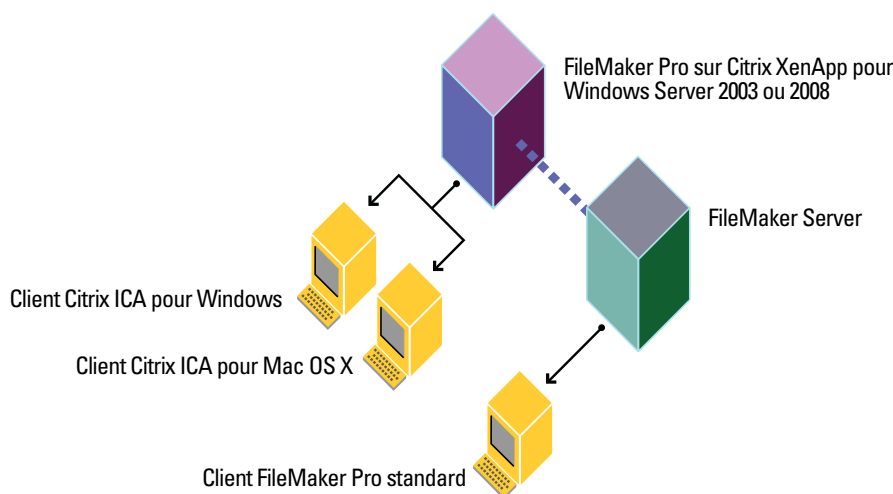 FileMaker Pro sur Citrix XenApp pour
Windows Server 2003 ou 2008
FileMaker Server
Client Citrix ICA pour Windows
Client Citrix ICA pour Mac OS X
Client FileMaker Pro standard